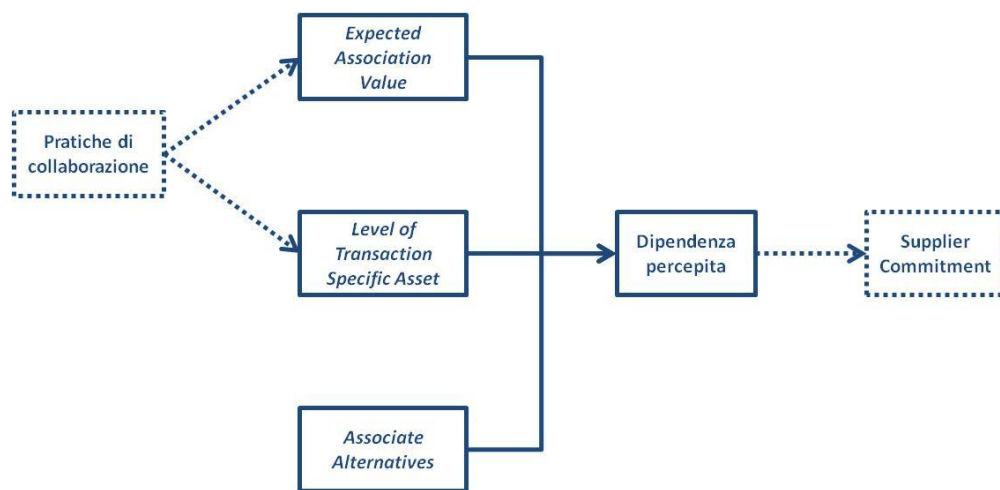 Expected
Association
Value
Pratiche di
collaborazione
Level of
Transaction
Specific Asset
Dipendenza
percepita
Supplier
Commitment
Associate
Alternatives